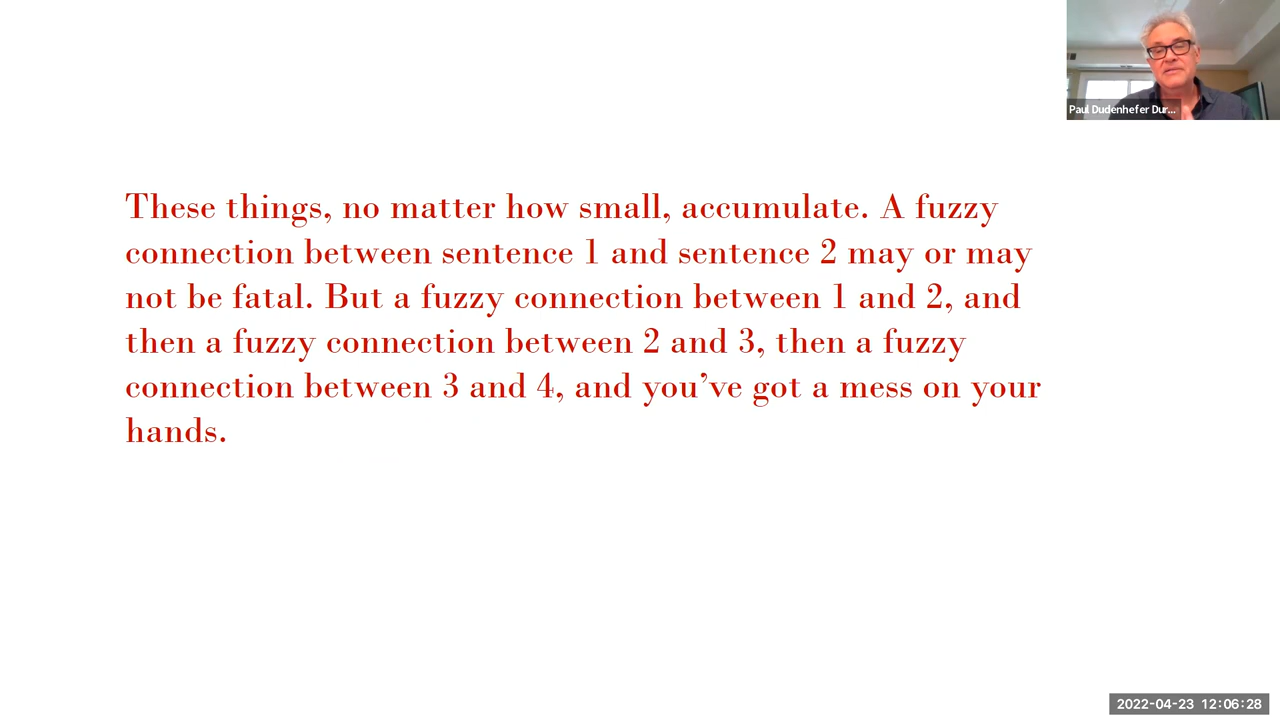 Paul Dudenhefer Dur...
These things, no matter how small, accumulate. A fuzzy
connection between sentence 1 and sentence 2 may or may
not be fatal. But a fuzzy connection between 1 and 2, and
then a fuzzy connection between 2 and 3, then a fuzzy
connection between 3 and 4, and you’ve got a mess on your
hands.
2022-04-23 12:06:28